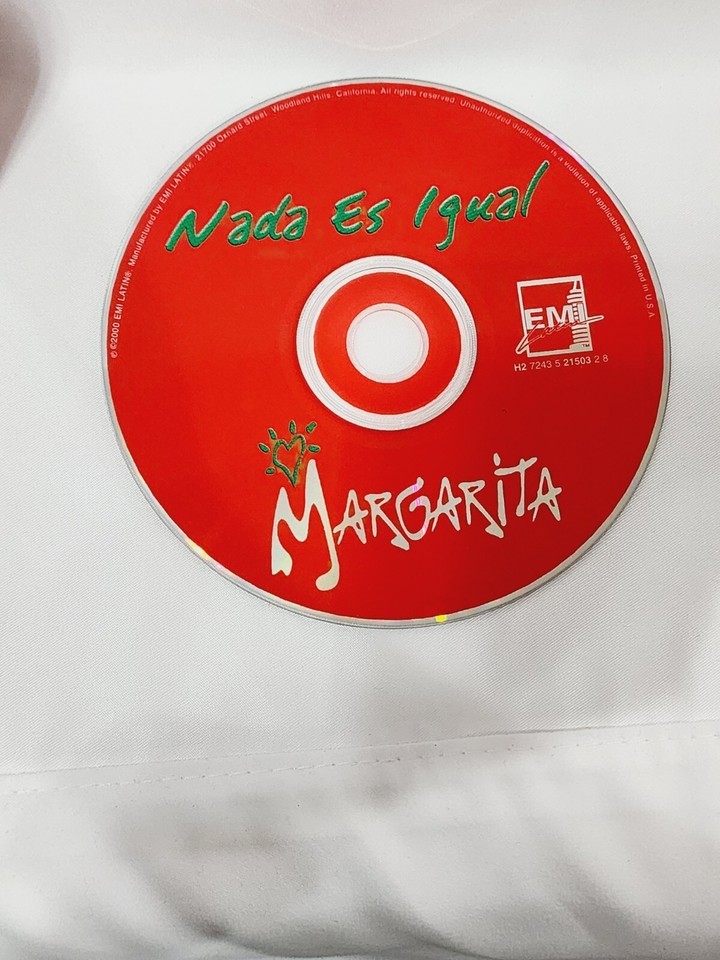 ℗©2000 EMI LATIN®. Manufactured by EMI LATIN®. 21700 Oxnard Street, Woodland Hills, California. All rights reserved. Unauthorized duplication is a violation of applicable laws. Printed in U.S.A
Nada Es Igual
EMI
Latin
TM
H2 7243 5 21503 2 8
MARGARITA